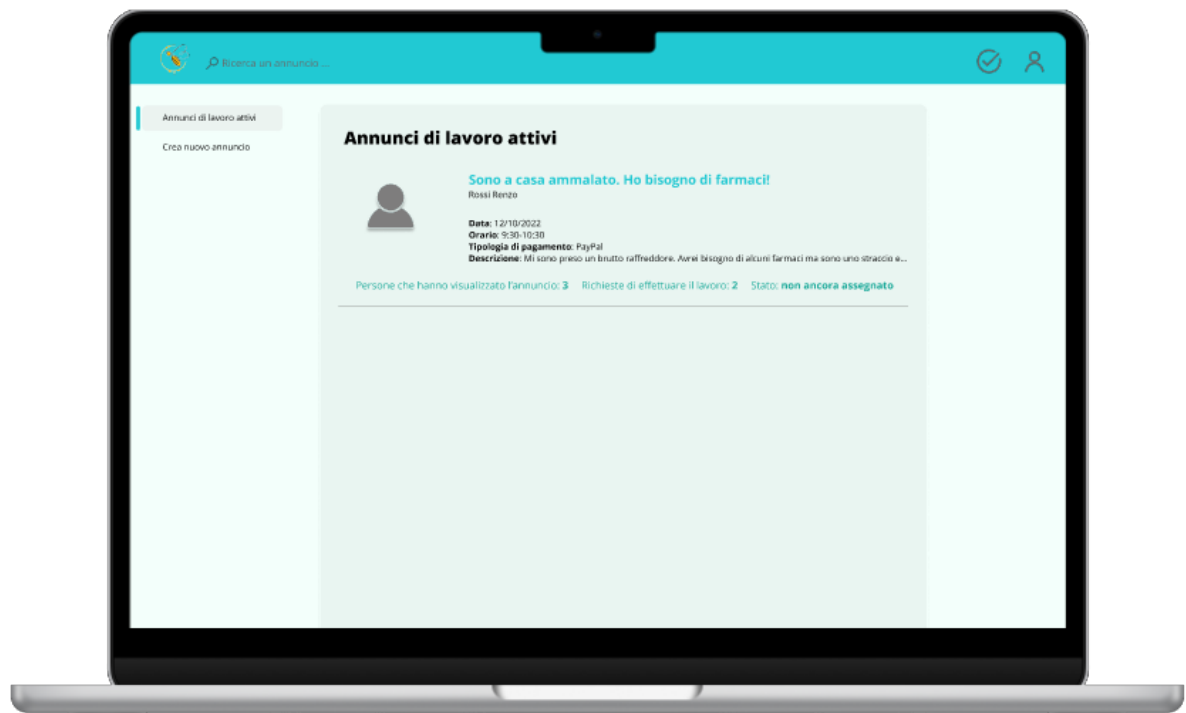 Ricerca un annuncio ...
Annunci di lavoro attivi
Crea nuovo annuncio
Annunci di lavoro attivi
Sono a casa ammalato. Ho bisogno di farmaci!
Rossi Renzo
Data: 12/10/2022
Orario: 9:30-10:30
Tipologia di pagamento: PayPal
Descrizione: Mi sono preso un brutto raffreddore. Avrei bisogno di alcuni farmaci ma sono uno straccio e...
Persone che hanno visualizzato l'annuncio: 3 Richieste di effettuare il lavoro: 2 Stato: non ancora assegnato